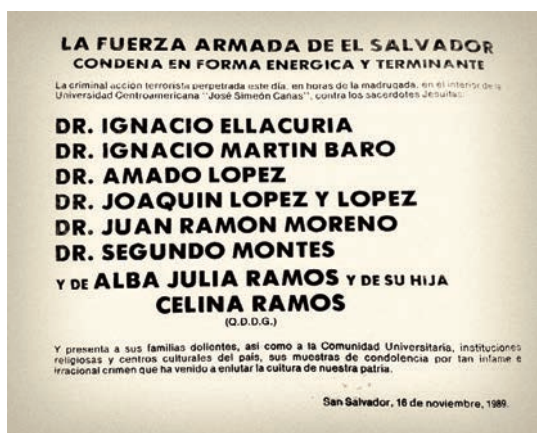 LA FUERZA ARMADA DE EL SALVADOR
CONDENA EN FORMA ENERGICA Y TERMINANTE
La criminal acción terrorista perpetrada este día, en horas de la madrugada, en el interior de la
Universidad Centroamericana "José Simeón Cañas", contra los sacerdotes Jesuitas:
DR. IGNACIO ELLACURIA
DR. IGNACIO MARTIN BARO
DR. AMADO LOPEZ
DR. JOAQUIN LOPEZ Y LOPEZ
DR. JUAN RAMON MORENO
DR. SEGUNDO MONTES
Y DE ALBA JULIA RAMOS Y DE SU HIJA
CELINA RAMOS
(Q.D.D.G.)
Y presenta a sus familias dolientes, así como a la Comunidad Universitaria, instituciones
religiosas y centros culturales del país, sus muestras de condolencia por tan infame e
irracional crimen que ha venido a enlutar la cultura de nuestra patria.
San Salvador, 16 de noviembre, 1989.